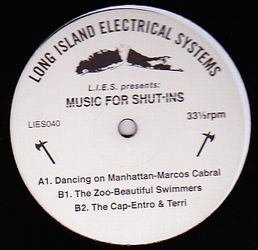 LONG ISLAND ELECTRICAL SYSTEMS
L.I.E.S. presents:
MUSIC FOR SHUT-INS
LIES040
33⅓rpm
A1. Dancing on Manhattan-Marcos Cabral
B1. The Zoo-Beautiful Swimmers
B2. The Cap-Entro & Terri